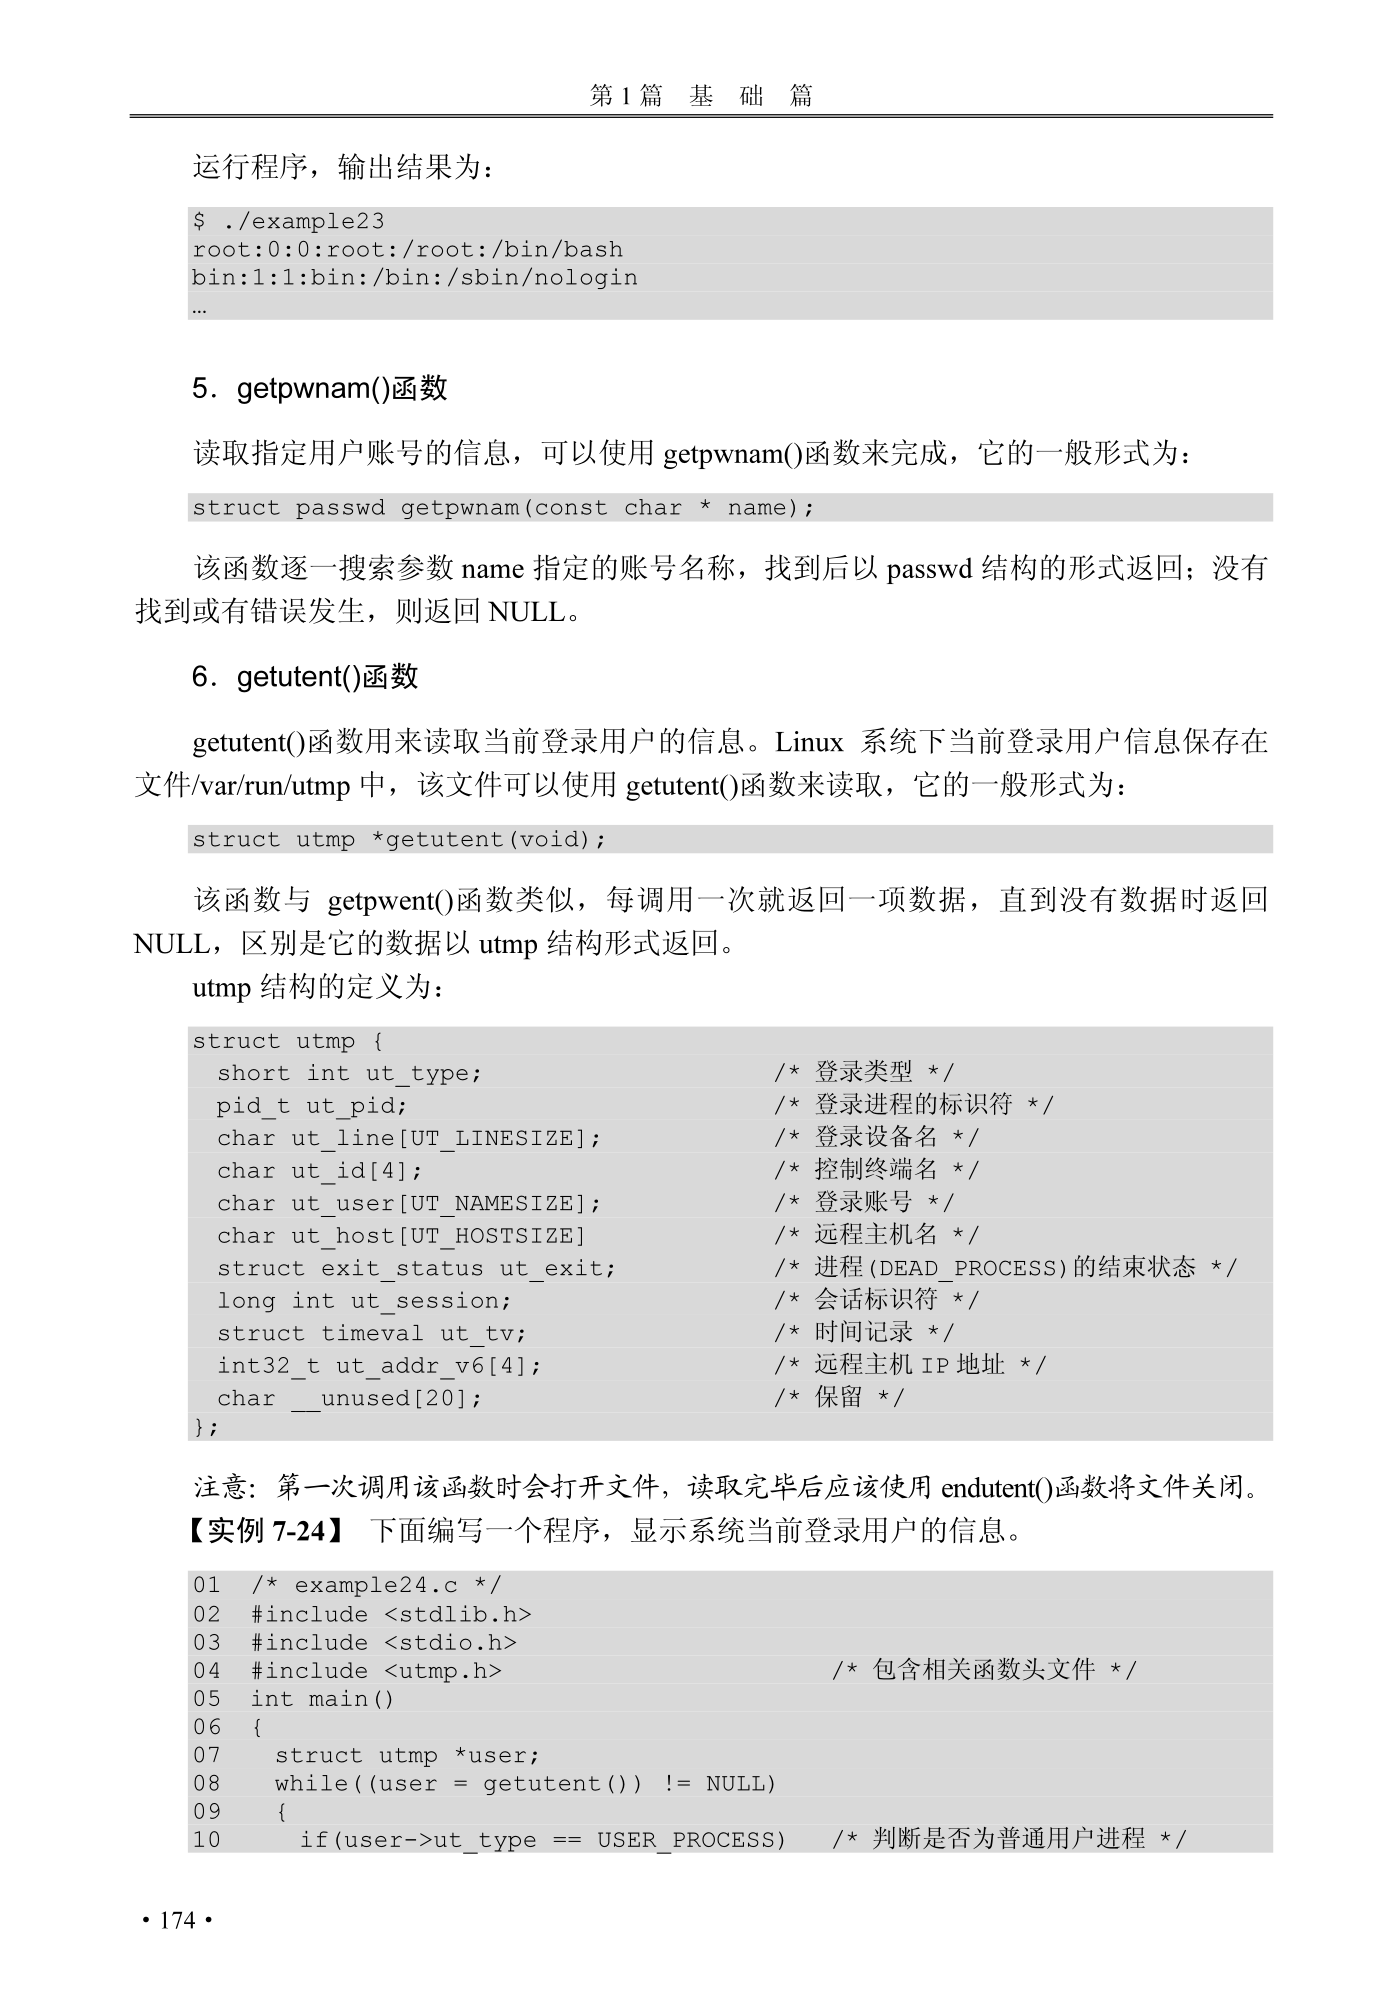 第 1 篇　基　础　篇
运行程序，输出结果为：
$ ./example23
root:0:0:root:/root:/bin/bash
bin:1:1:bin:/bin:/sbin/nologin
…
5．getpwnam()函数
读取指定用户账号的信息，可以使用 getpwnam()函数来完成，它的一般形式为：
struct passwd getpwnam(const char * name);
该函数逐一搜索参数 name 指定的账号名称，找到后以 passwd 结构的形式返回；没有
找到或有错误发生，则返回 NULL。
6．getutent()函数
getutent()函数用来读取当前登录用户的信息。Linux 系统下当前登录用户信息保存在
文件/var/run/utmp 中，该文件可以使用 getutent()函数来读取，它的一般形式为：
struct utmp *getutent(void);
该函数与 getpwent()函数类似，每调用一次就返回一项数据，直到没有数据时返回
NULL，区别是它的数据以 utmp 结构形式返回。
utmp 结构的定义为：
struct utmp {
short int ut_type; /* 登录类型 */
pid_t ut_pid; /* 登录进程的标识符 */
char ut_line[UT_LINESIZE]; /* 登录设备名 */
char ut_id[4]; /* 控制终端名 */
char ut_user[UT_NAMESIZE]; /* 登录账号 */
char ut_host[UT_HOSTSIZE] /* 远程主机名 */
struct exit_status ut_exit; /* 进程(DEAD_PROCESS)的结束状态 */
long int ut_session; /* 会话标识符 */
struct timeval ut_tv; /* 时间记录 */
int32_t ut_addr_v6[4]; /* 远程主机 IP 地址 */
char __unused[20]; /* 保留 */
};
注意：第一次调用该函数时会打开文件，读取完毕后应该使用 endutent()函数将文件关闭。
【实例 7-24】 下面编写一个程序，显示系统当前登录用户的信息。
01 /* example24.c */
02 #include <stdlib.h>
03 #include <stdio.h>
04 #include <utmp.h> /* 包含相关函数头文件 */
05 int main()
06 {
07 struct utmp *user;
08 while((user = getutent()) != NULL)
09 {
10 if(user->ut_type == USER_PROCESS) /* 判断是否为普通用户进程 */
• 174 •